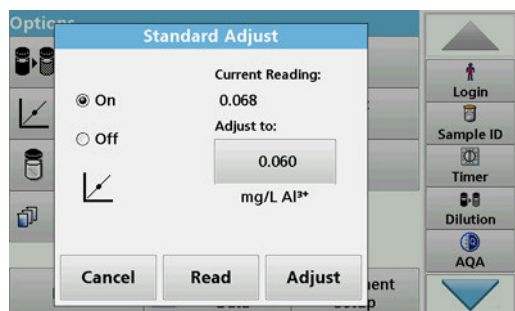 Options
Standard Adjust
Current Reading:
On
0.068
Adjust to:
Off
0.060
mg/L Al³⁺
Cancel
Read
Adjust
Login
Sample ID
Timer
Dilution
AQA